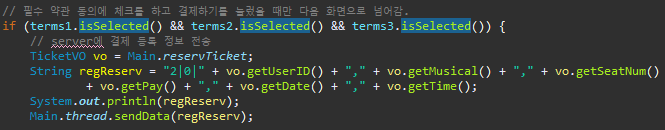 // 필수 약관 동의에 체크를 하고 결제하기를 눌렀을 때만 다음 화면으로 넘어감.
if (terms1.isSelected() && terms2.isSelected() && terms3.isSelected()) {
// server에 결제 등록 정보 전송
TicketVO vo = Main.reservTicket;
String regReserv = "2|0|" + vo.getUserID() + "," + vo.getMusical() + "," + vo.getSeatNum()
+ vo.getPay() + "," + vo.getDate() + "," + vo.getTime();
System.out.println(regReserv);
Main.thread.sendData(regReserv);